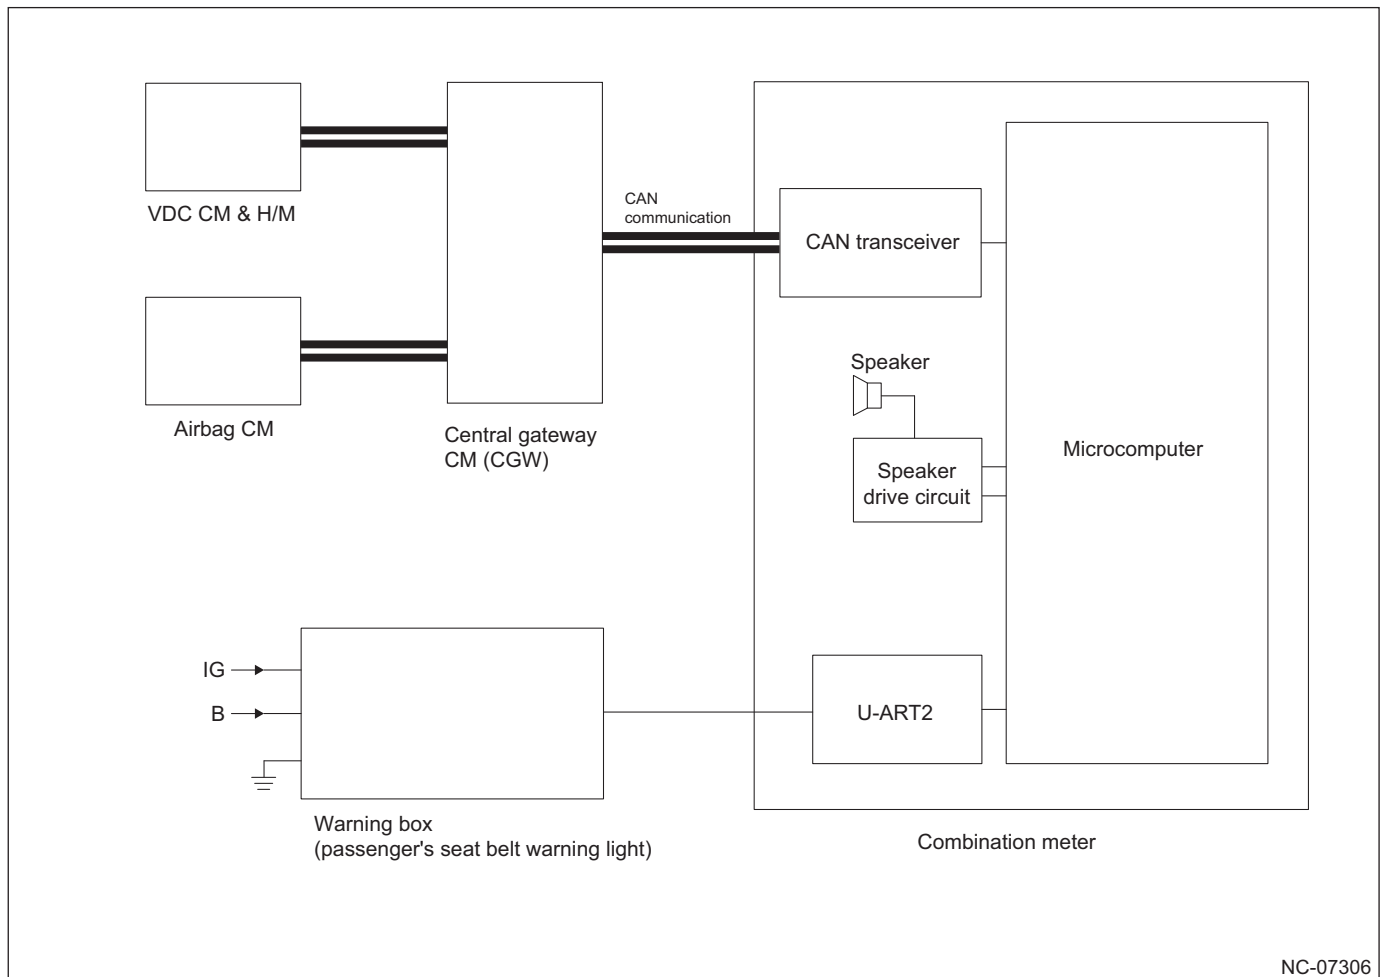 VDC CM & H/M
Airbag CM
Central gateway
CM (CGW)
CAN
communication
CAN transceiver
Speaker
Speaker
drive circuit
Microcomputer
IG
B
U-ART2
Warning box
(passenger's seat belt warning light)
Combination meter
NC-07306